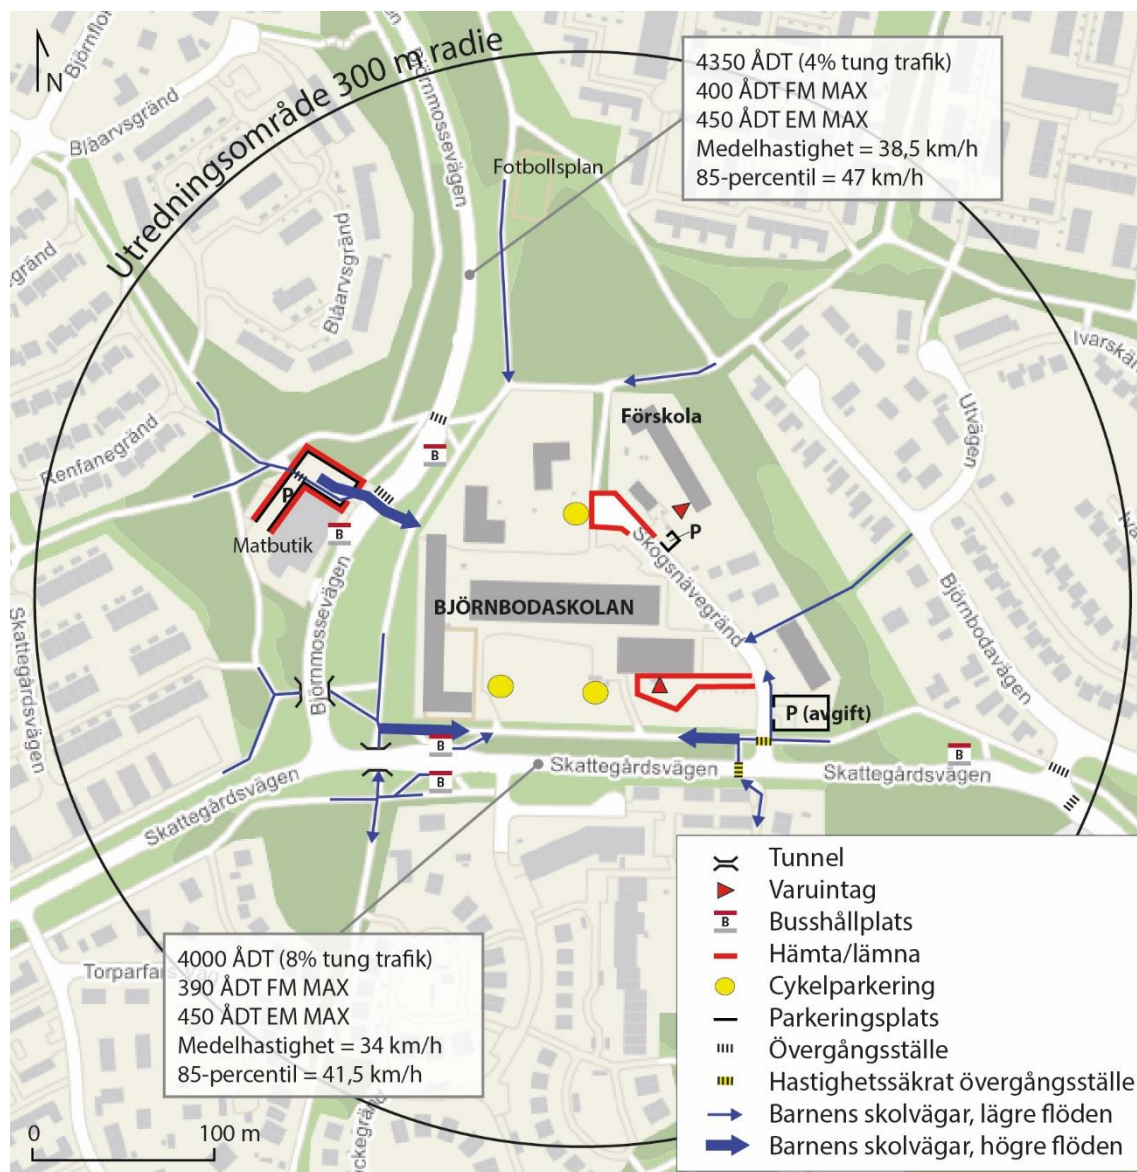 N
Utredningsområde 300 m radie
Björnmossevägen
Blåarvsgränd
Blåarvsgränd
Fotbollsplan
4350 ÅDT (4% tung trafik)
400 ÅDT FM MAX
450 ÅDT EM MAX
Medelhastighet = 38,5 km/h
85-percentil = 47 km/h
Renfanegränd
Förskola
Utvägen
B
P
Matbutik
B
P
Skogsnävegränd
BJÖRNBODASKOLAN
Björnmossevägen
Björnbodavägen
Skattegårdsvägen
P (avgift)
B
B
B
Skattegårdsvägen
Skattegårdsvägen
Skattegårdsvägen
4000 ÅDT (8% tung trafik)
390 ÅDT FM MAX
450 ÅDT EM MAX
Medelhastighet = 34 km/h
85-percentil = 41,5 km/h
0
100 m
Tunnel
Varuintag
B
Busshållplats
Hämta/lämna
Cykelparkering
Parkeringsplats
Övergångsställe
Hastighetssäkrat övergångsställe
Barnens skolvägar, lägre flöden
Barnens skolvägar, högre flöden